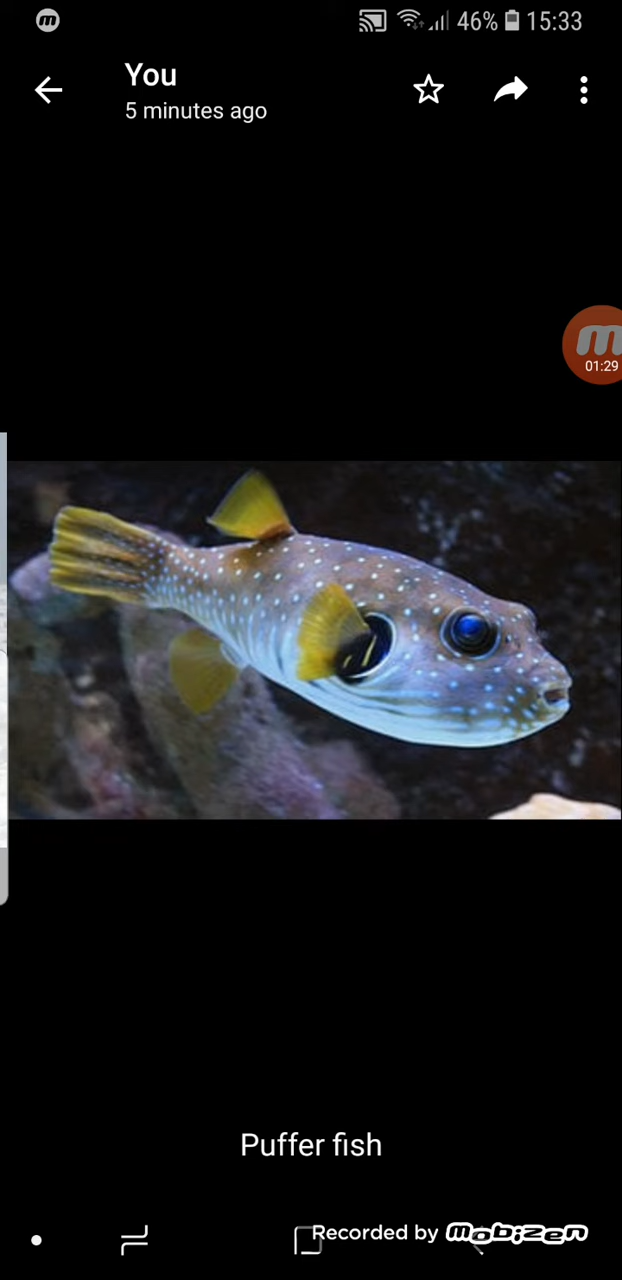 m 46% 15:33
You
5 minutes ago
m
01:29
Puffer fish
Recorded by mobizen